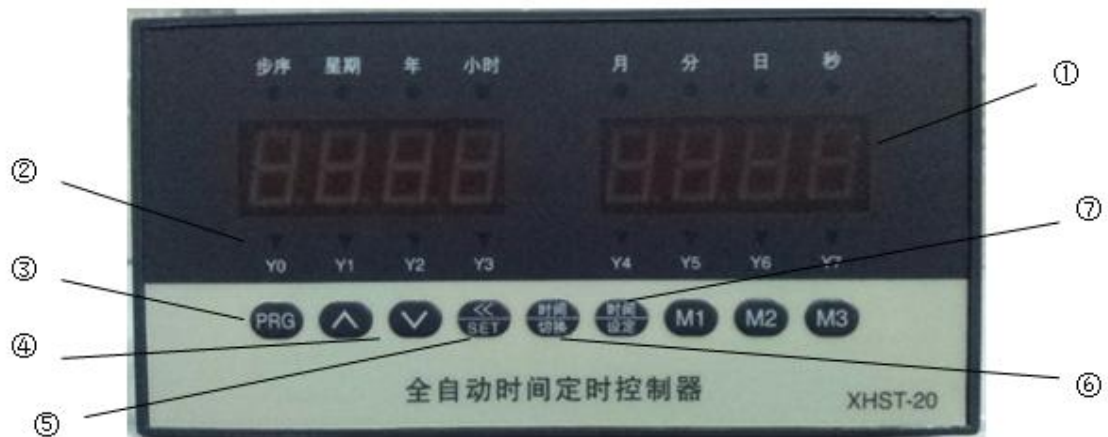 步序 星期 年 小时 月 分 日 秒
①
②
⑦
Y0 Y1 Y2 Y3 Y4 Y5 Y6 Y7
③
PRG << SET 时间 切换 时间 设定 M1 M2 M3
④
⑥
全自动时间定时控制器
XHST-20
⑤